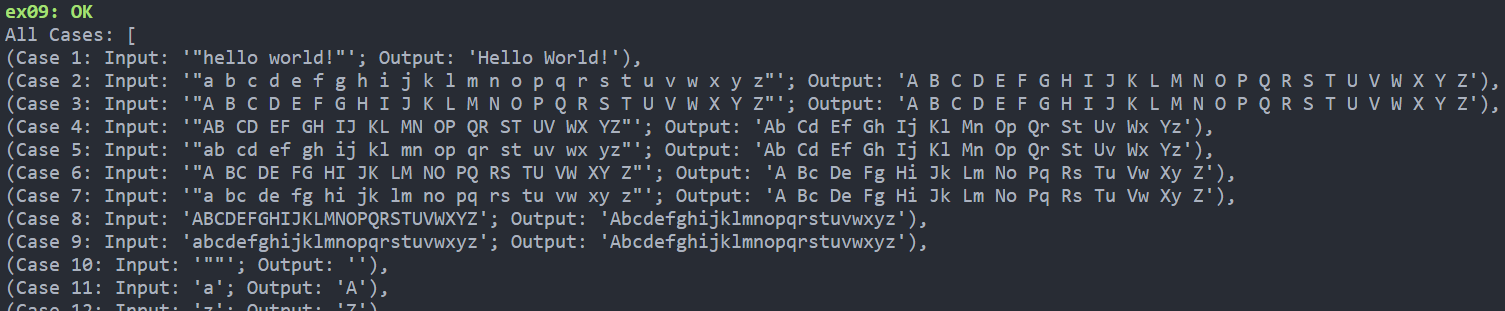 ex09: OK
All Cases: [
(Case 1: Input: '"hello world!"'; Output: 'Hello World!'),
(Case 2: Input: '"a b c d e f g h i j k l m n o p q r s t u v w x y z"'; Output: 'A B C D E F G H I J K L M N O P Q R S T U V W X Y Z'),
(Case 3: Input: '"A B C D E F G H I J K L M N O P Q R S T U V W X Y Z"'; Output: 'A B C D E F G H I J K L M N O P Q R S T U V W X Y Z'),
(Case 4: Input: '"AB CD EF GH IJ KL MN OP QR ST UV WX YZ"'; Output: 'Ab Cd Ef Gh Ij Kl Mn Op Qr St Uv Wx Yz'),
(Case 5: Input: '"ab cd ef gh ij kl mn op qr st uv wx yz"'; Output: 'Ab Cd Ef Gh Ij Kl Mn Op Qr St Uv Wx Yz'),
(Case 6: Input: '"A BC DE FG HI JK LM NO PQ RS TU VW XY Z"'; Output: 'A Bc De Fg Hi Jk Lm No Pq Rs Tu Vw Xy Z'),
(Case 7: Input: '"a bc de fg hi jk lm no pq rs tu vw xy z"'; Output: 'A Bc De Fg Hi Jk Lm No Pq Rs Tu Vw Xy Z'),
(Case 8: Input: 'ABCDEFGHIJKLMNOPQRSTUVWXYZ'; Output: 'Abcdefghijklmnopqrstuvwxyz'),
(Case 9: Input: 'abcdefghijklmnopqrstuvwxyz'; Output: 'Abcdefghijklmnopqrstuvwxyz'),
(Case 10: Input: '""'; Output: ''),
(Case 11: Input: 'a'; Output: 'A'),
(Case 12: Input: 'z'; Output: 'Z')